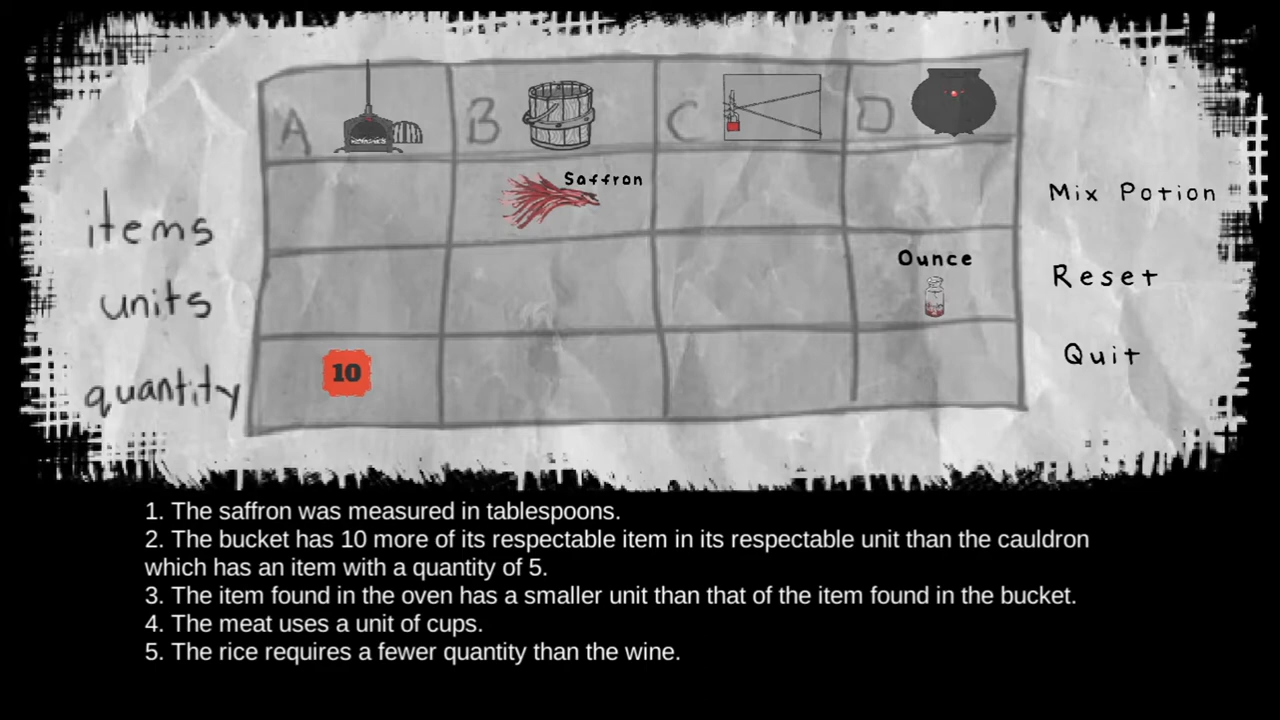 A B C D
Saffron
items
Mix Potion
Ounce
units
Reset
10
quantity
Quit
1. The saffron was measured in tablespoons.
2. The bucket has 10 more of its respectable item in its respectable unit than the cauldron
which has an item with a quantity of 5.
3. The item found in the oven has a smaller unit than that of the item found in the bucket.
4. The meat uses a unit of cups.
5. The rice requires a fewer quantity than the wine.